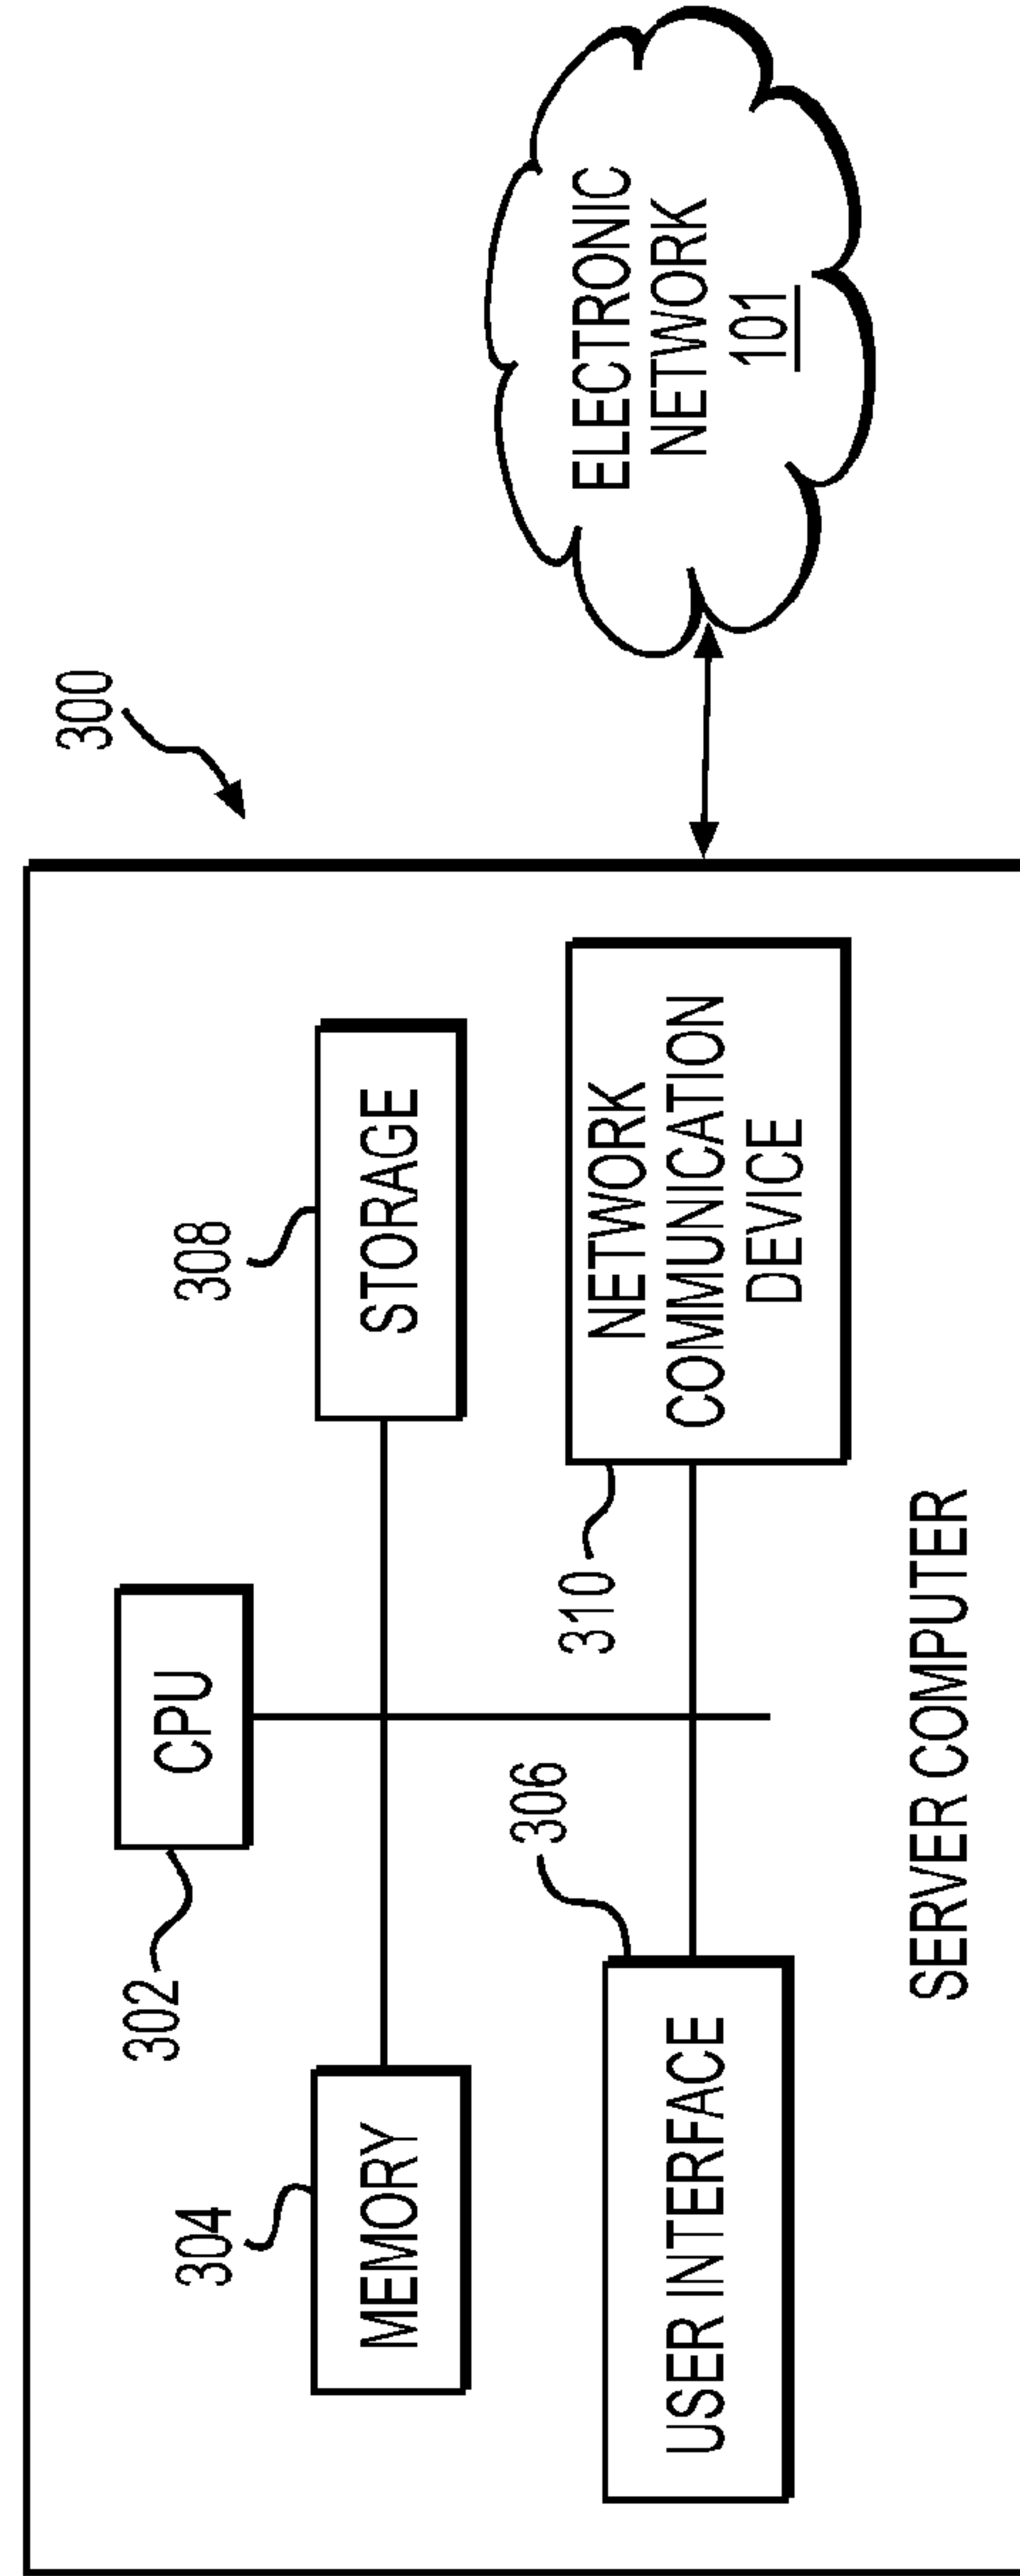 300
302
CPU
304
MEMORY
308
STORAGE
306
USER INTERFACE
310
NETWORK
COMMUNICATION
DEVICE
SERVER COMPUTER
ELECTRONIC
NETWORK
101